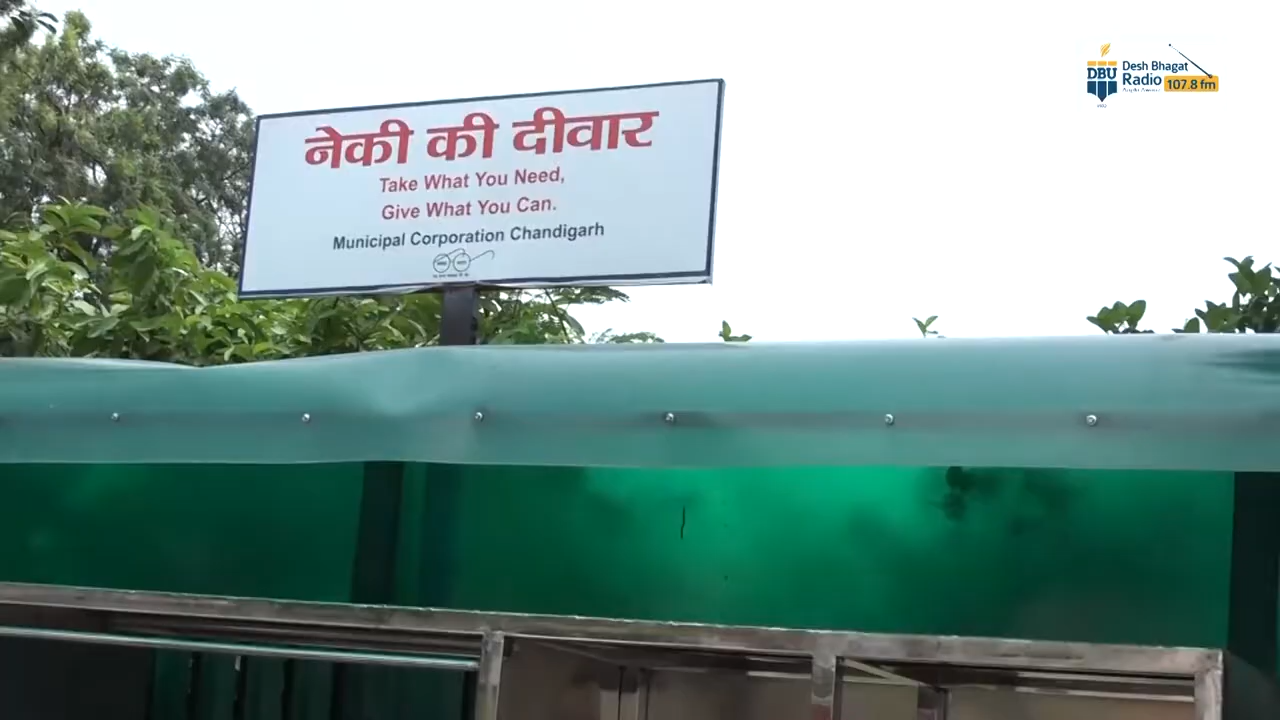 नेकी की दीवार
Take What You Need,
Give What You Can.
Municipal Corporation Chandigarh
DBU
Desh Bhagat
Radio
107.8 fm